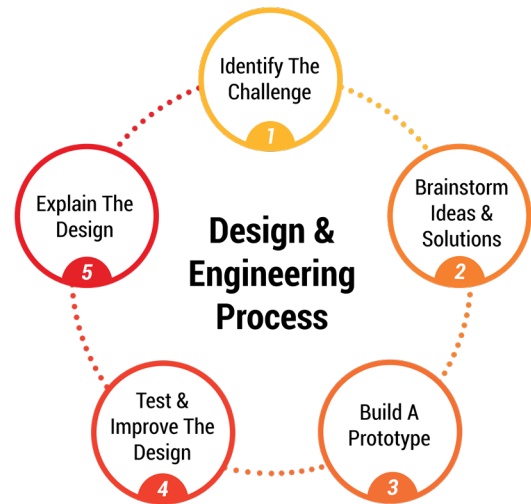 Identify The
Challenge
1
Brainstorm
Ideas &
Solutions
2
Build A
Prototype
3
Test &
Improve The
Design
4
Explain The
Design
5
Design &
Engineering
Process